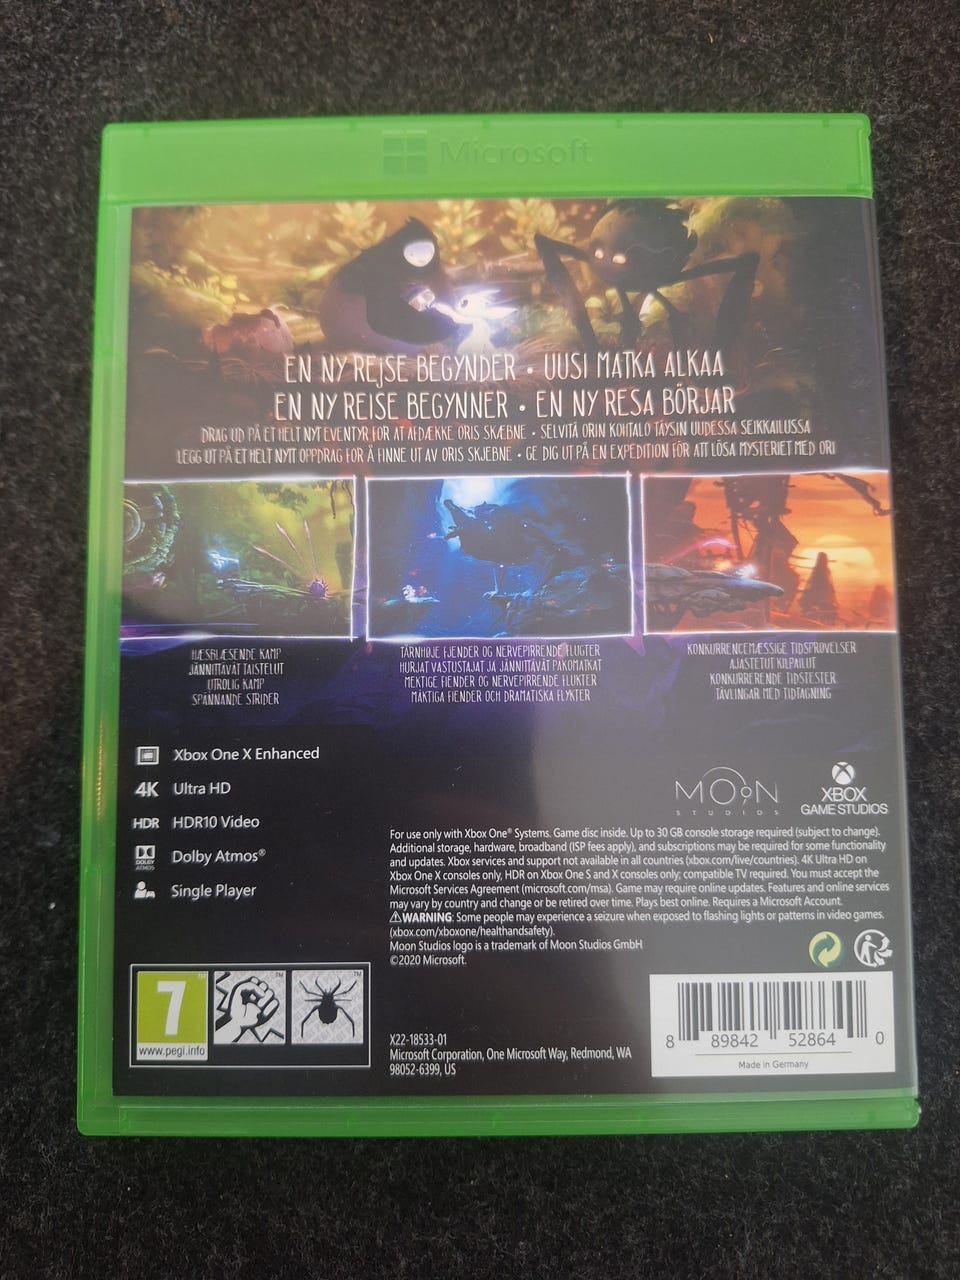 Microsoft
EN NY REJSE BEGYNDER • UUSI MATKA ALKAA
EN NY REISE BEGYNNER • EN NY RESA BÖRJAR
DRAG UD PÅ ET HELT NYT EVENTYR FOR AT AFDÆKKE ORIS SKÆBNE • SELVITÄ ORIN KOHTALO TÄYSIN UUDESSA SEIKKAILUSSA
LEGG UT PÅ ET HELT NYTT OPPDRAG FOR Å FINNE UT AV ORIS SKJEBNE • GE DIG UT PÅ EN EXPEDITION FÖR ATT LÖSA MYSTERIET MED ORI
HÆSBLÆSENDE KAMP
JÄNNITTÄVÄT TAISTELUT
UTROLIG KAMP
SPÄNNANDE STRIDER
TÅRNHØJE FJENDER OG NERVEPIRRENDE FLUGTER
HURJAT VASTUSTAJAT JA JÄNNITTÄVÄT PAKOMATKAT
MEKTIGE FIENDER OG NERVEPIRRENDE FLUKTER
MÄKTIGA FIENDER OCH DRAMATISKA FLYKTER
KONKURRENCEMÆSSIGE TIDSPRØVELSER
AJASTETUT KILPAILUT
KONKURRERENDE TIDSTESTER
TÄVLINGAR MED TIDTAGNING
Xbox One X Enhanced
4K Ultra HD
HDR HDR10 Video
DOLBY ATMOS Dolby Atmos®
Single Player
MOON STUDIOS
XBOX GAME STUDIOS
For use only with Xbox One® Systems. Game disc inside. Up to 30 GB console storage required (subject to change).
Additional storage, hardware, broadband (ISP fees apply), and subscriptions may be required for some functionality
and updates. Xbox services and support not available in all countries (xbox.com/live/countries). 4K Ultra HD on
Xbox One X consoles only, HDR on Xbox One S and X consoles only; compatible TV required. You must accept the
Microsoft Services Agreement (microsoft.com/msa). Game may require online updates. Features and online services
may vary by country and change or be retired over time. Plays best online. Requires a Microsoft Account.
⚠WARNING: Some people may experience a seizure when exposed to flashing lights or patterns in video games.
(xbox.com/xboxone/healthandsafety).
Moon Studios logo is a trademark of Moon Studios GmbH
©2020 Microsoft.
7
www.pegi.info
TM
TM
TM
X22-18533-01
Microsoft Corporation, One Microsoft Way, Redmond, WA
98052-6399, US
8 89842 52864 0
Made in Germany